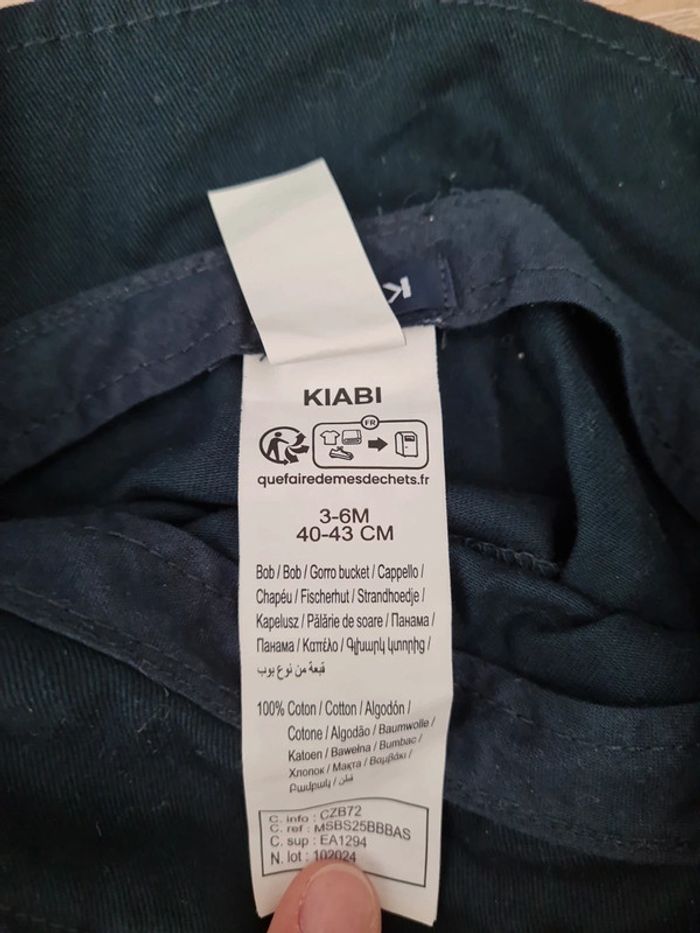 K
KIABI
FR
quefairedemesdechets.fr
3-6M
40-43 CM
Bob / Bob / Gorro bucket / Cappello /
Chapéu / Fischerhut / Strandhoedje /
Kapelusz / Pălărie de soare / Панама /
Панама / Καπέλο / Գլխարկ կտորից /
قبعة من نوع بوب
100% Coton / Cotton / Algodón /
Cotone / Algodão / Baumwolle /
Katoen / Bawełna / Bumbac /
Хлопок / Мақта / Βαμβάκι /
Բամբակ / قطن
C. info : CZB72
C. ref : MSBS25BBBAS
C. sup : EA1294
N. lot : 102024